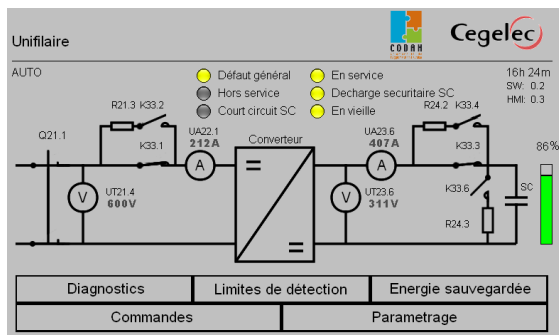 Unifilaire
CODAH
Cegelec
AUTO
Défaut général
En service
16h 24m
Hors service
Decharge securitaire SC
SW: 0.2
Court circuit SC
En vieille
HMI: 0.3
R21.3 K33.2
R24.2 K33.4
Q21.1
K33.1
UA22.1
212A
Converteur
UA23.6
407A
K33.3
86%
A
A
V
UT21.4
600V
V
UT23.6
311V
K33.6
SC
R24.3
Diagnostics
Limites de détection
Energie sauvegardée
Commandes
Parametrage